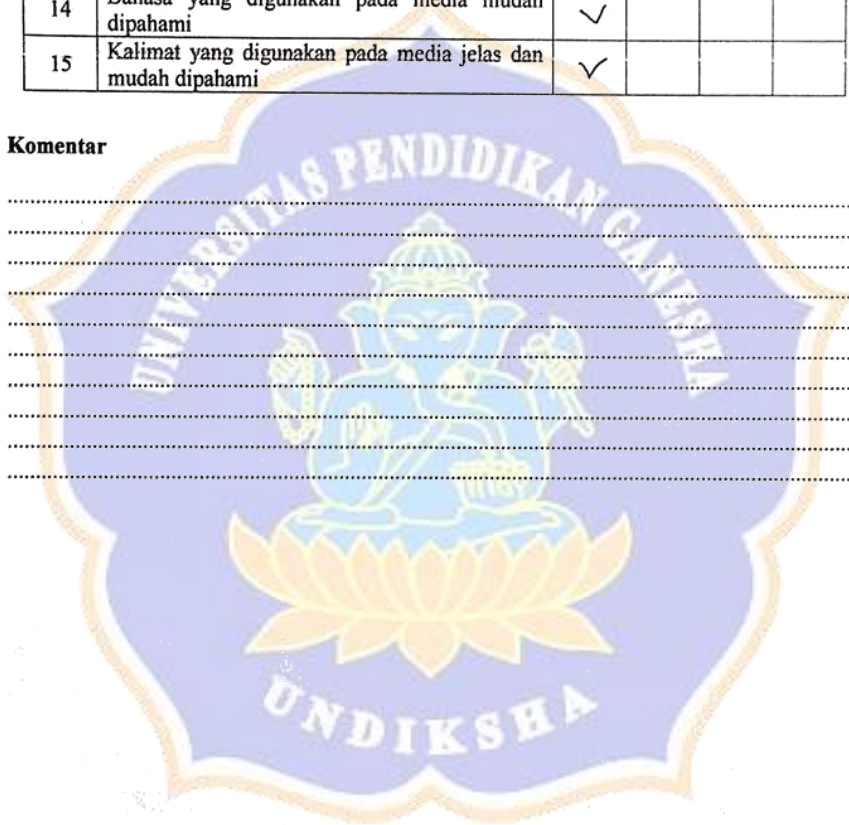 14 Bahasa yang digunakan pada media mudah
dipahami ✓
15 Kalimat yang digunakan pada media jelas dan
mudah dipahami ✓
Komentar
UNIVERSITAS PENDIDIKAN GANESHA
UNDIKSHA